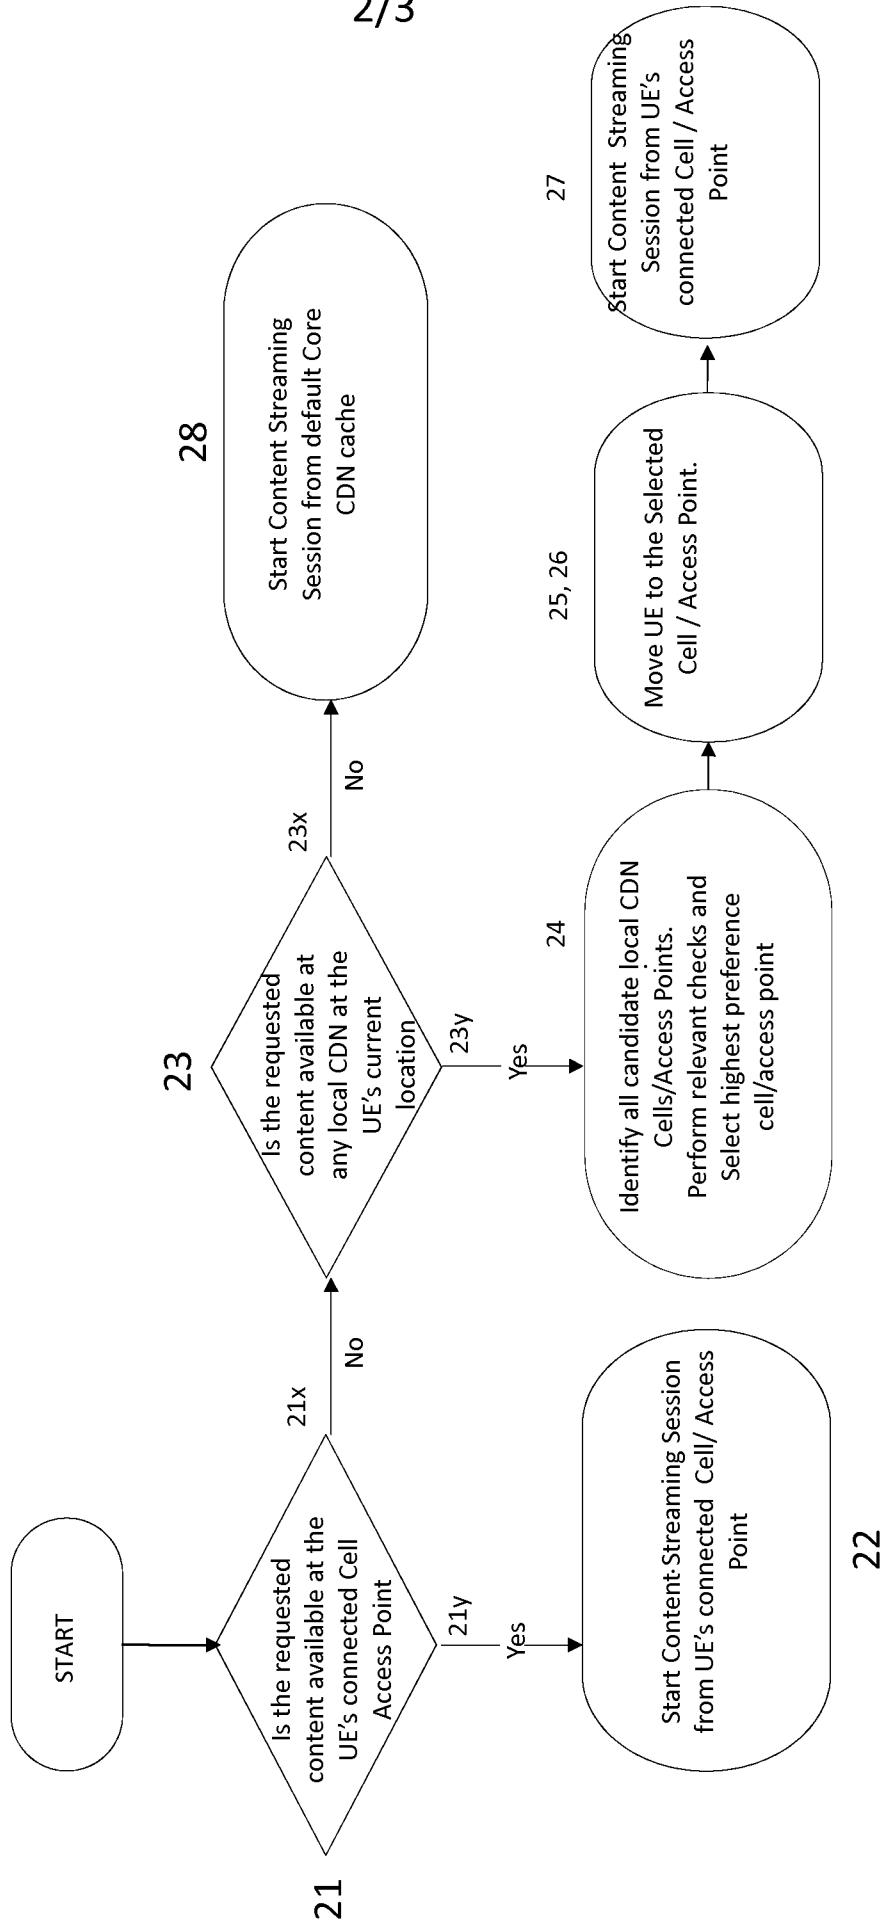 2/3
START
21
Is the requested
content available at the
UE's connected Cell
Access Point
21x
No
21y
Yes
22
Start Content Streaming Session
from UE's connected Cell/ Access
Point
23
Is the requested
content available at
any local CDN at the
UE's current
location
23x
No
23y
Yes
28
Start Content Streaming
Session from default Core
CDN cache
24
Identify all candidate local CDN
Cells/Access Points.
Perform relevant checks and
Select highest preference
cell/access point
25, 26
Move UE to the Selected
Cell / Access Point.
27
Start Content Streaming
Session from UE's
connected Cell / Access
Point